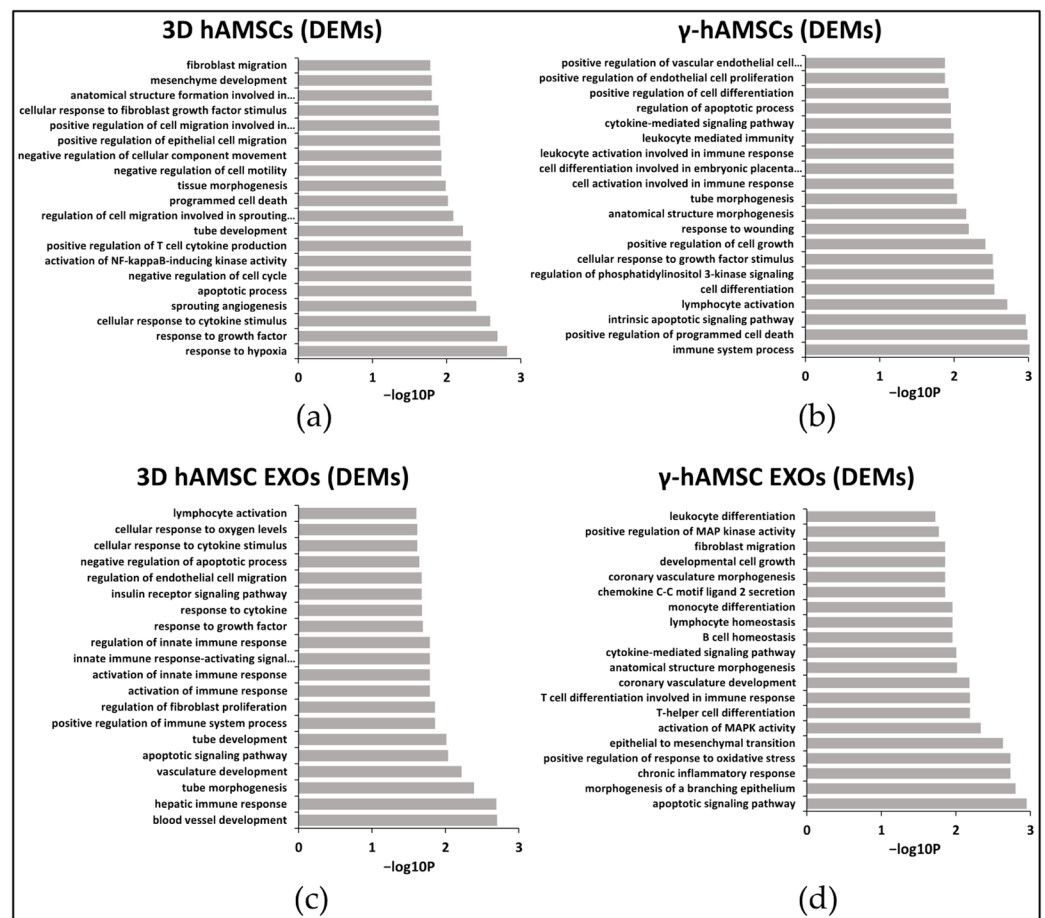 3D hAMSCs (DEMs)
fibroblast migration
mesenchyme development
anatomical structure formation involved in…
cellular response to fibroblast growth factor stimulus
positive regulation of cell migration involved in…
positive regulation of epithelial cell migration
negative regulation of cellular component movement
negative regulation of cell motility
tissue morphogenesis
programmed cell death
regulation of cell migration involved in sprouting…
tube development
positive regulation of T cell cytokine production
activation of NF-kappaB-inducing kinase activity
negative regulation of cell cycle
apoptotic process
sprouting angiogenesis
cellular response to cytokine stimulus
response to growth factor
response to hypoxia
0 1 2 3
−log10P
(a)
γ-hAMSCs (DEMs)
positive regulation of vascular endothelial cell…
positive regulation of endothelial cell proliferation
positive regulation of cell differentiation
regulation of apoptotic process
cytokine-mediated signaling pathway
leukocyte mediated immunity
leukocyte activation involved in immune response
cell differentiation involved in embryonic placenta…
cell activation involved in immune response
tube morphogenesis
anatomical structure morphogenesis
response to wounding
positive regulation of cell growth
cellular response to growth factor stimulus
regulation of phosphatidylinositol 3-kinase signaling
cell differentiation
lymphocyte activation
intrinsic apoptotic signaling pathway
positive regulation of programmed cell death
immune system process
0 1 2 3
−log10P
(b)
3D hAMSC EXOs (DEMs)
lymphocyte activation
cellular response to oxygen levels
cellular response to cytokine stimulus
negative regulation of apoptotic process
regulation of endothelial cell migration
insulin receptor signaling pathway
response to cytokine
response to growth factor
regulation of innate immune response
innate immune response-activating signal…
activation of innate immune response
activation of immune response
regulation of fibroblast proliferation
positive regulation of immune system process
tube development
apoptotic signaling pathway
vasculature development
tube morphogenesis
hepatic immune response
blood vessel development
0 1 2 3
−log10P
(c)
γ-hAMSC EXOs (DEMs)
leukocyte differentiation
positive regulation of MAP kinase activity
fibroblast migration
developmental cell growth
coronary vasculature morphogenesis
chemokine C-C motif ligand 2 secretion
monocyte differentiation
lymphocyte homeostasis
B cell homeostasis
cytokine-mediated signaling pathway
anatomical structure morphogenesis
coronary vasculature development
T cell differentiation involved in immune response
T-helper cell differentiation
activation of MAPK activity
epithelial to mesenchymal transition
positive regulation of response to oxidative stress
chronic inflammatory response
morphogenesis of a branching epithelium
apoptotic signaling pathway
0 1 2 3
−log10P
(d)